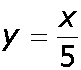 y = x/5